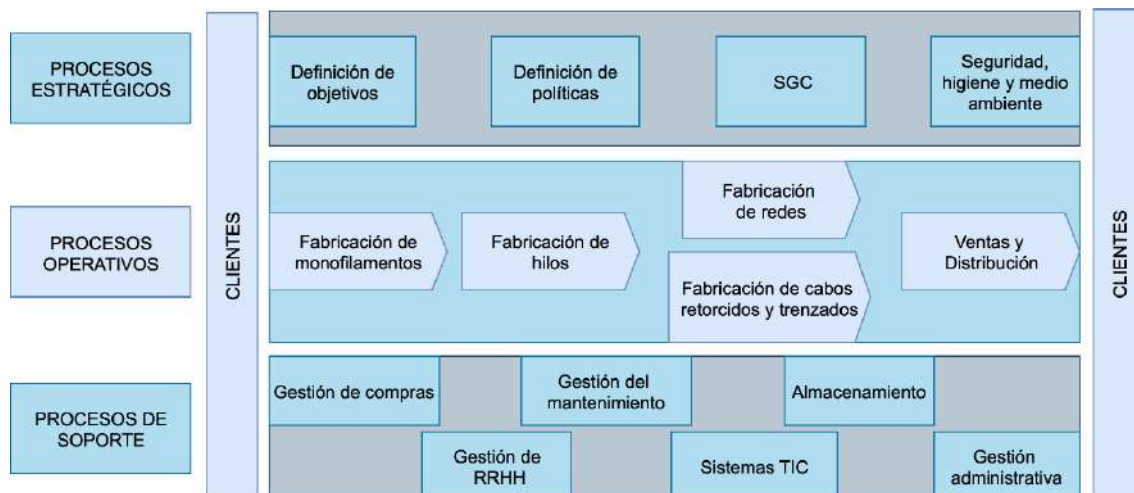 PROCESOS
ESTRATÉGICOS
CLIENTES
Definición de
objetivos
Definición de
políticas
SGC
Seguridad,
higiene y medio
ambiente
CLIENTES
PROCESOS
OPERATIVOS
Fabricación de
monofilamentos
Fabricación de
hilos
Fabricación
de redes
Fabricación de cabos
retorcidos y trenzados
Ventas y
Distribución
PROCESOS DE
SOPORTE
Gestión de compras
Gestión del
mantenimiento
Almacenamiento
Gestión de
RRHH
Sistemas TIC
Gestión
administrativa